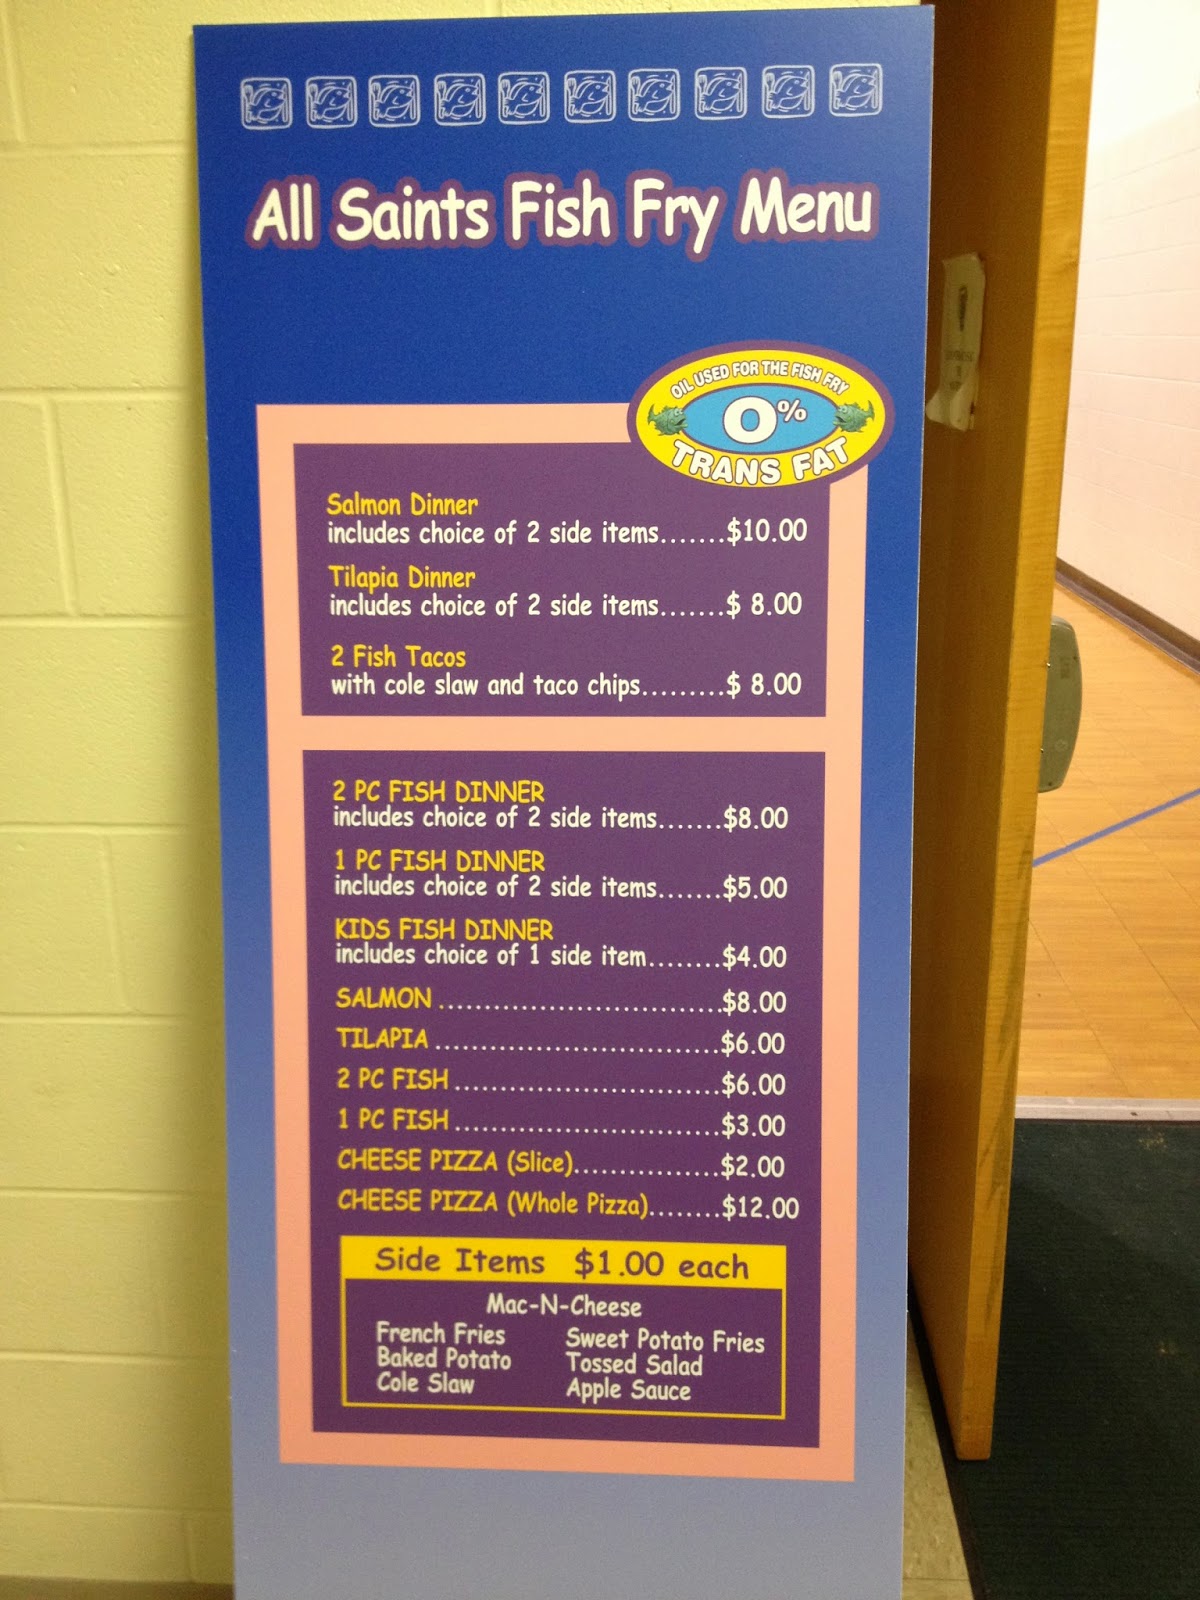 All Saints Fish Fry Menu
OIL USED FOR THE FISH FRY
0%
TRANS FAT
Salmon Dinner
includes choice of 2 side items.......$10.00
Tilapia Dinner
includes choice of 2 side items.......$ 8.00
2 Fish Tacos
with cole slaw and taco chips.........$ 8.00
2 PC FISH DINNER
includes choice of 2 side items.......$8.00
1 PC FISH DINNER
includes choice of 2 side items.......$5.00
KIDS FISH DINNER
includes choice of 1 side item........$4.00
SALMON ..................................$8.00
TILAPIA ..................................$6.00
2 PC FISH ................................$6.00
1 PC FISH ................................$3.00
CHEESE PIZZA (Slice)..................$2.00
CHEESE PIZZA (Whole Pizza)........$12.00
Side Items $1.00 each
Mac-N-Cheese
French Fries Sweet Potato Fries
Baked Potato Tossed Salad
Cole Slaw Apple Sauce